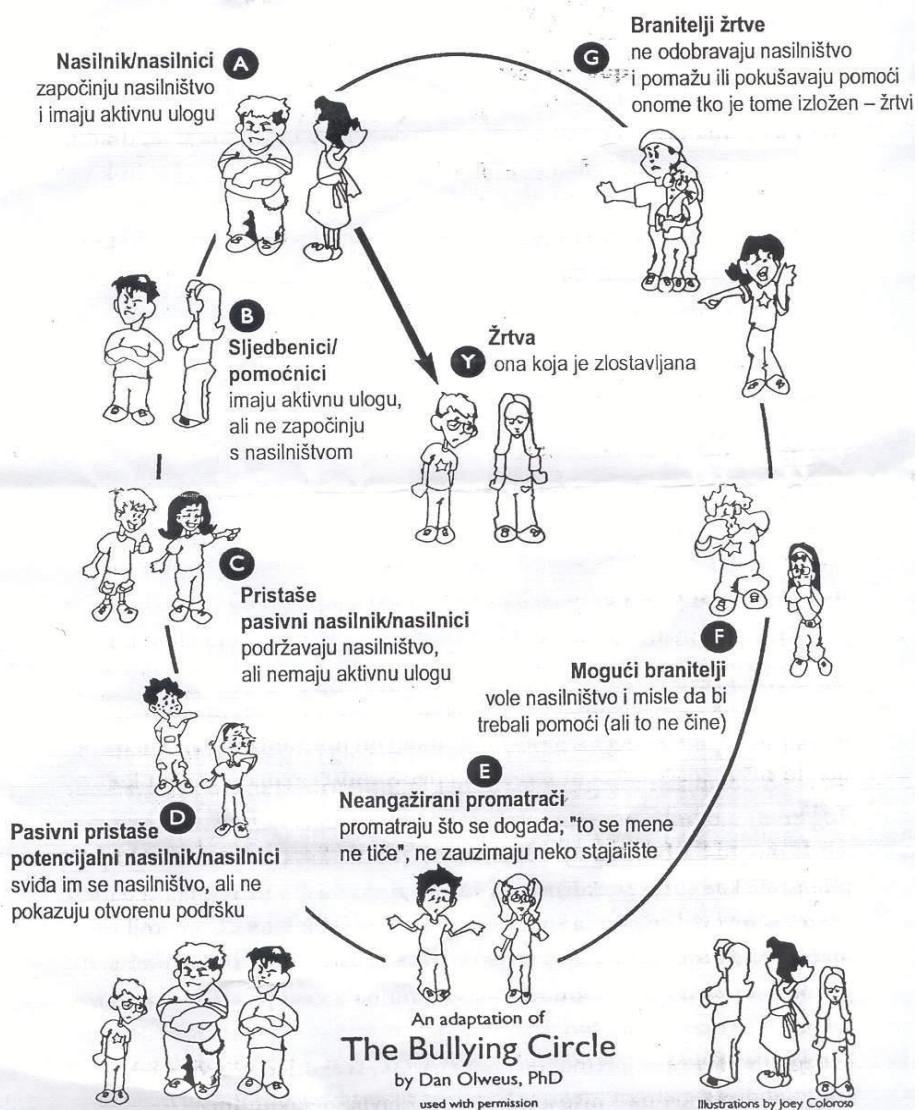 A
Nasilnik/nasilnici
započinju nasilništvo
i imaju aktivnu ulogu
G
Branitelji žrtve
ne odobravaju nasilništvo
i pomažu ili pokušavaju pomoći
onome tko je tome izložen – žrtvi
B
Sljedbenici/
pomoćnici
imaju aktivnu ulogu,
ali ne započinju
s nasilništvom
Y
Žrtva
ona koja je zlostavljana
C
Pristaše
pasivni nasilnik/nasilnici
podržavaju nasilništvo,
ali nemaju aktivnu ulogu
F
Mogući branitelji
vole nasilništvo i misle da bi
trebali pomoći (ali to ne čine)
D
Pasivni pristaše
potencijalni nasilnik/nasilnici
sviđa im se nasilništvo, ali ne
pokazuju otvorenu podršku
E
Neangažirani promatrači
promatraju što se događa; "to se mene
ne tiče", ne zauzimaju neko stajalište
An adaptation of
The Bullying Circle
by Dan Olweus, PhD
used with permission
Illustrations by Joey Coloroso